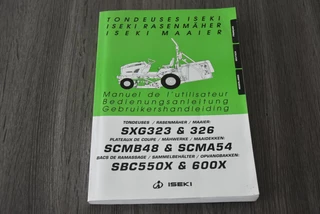 TONDEUSES ISEKI
ISEKI RASENMÄHER
ISEKI MAAIER
Manuel de l'utilisateur
Bedienungsanleitung
Gebruikershandleiding
TONDEUSES / RASENMÄHER / MAAIER:
SXG323 & 326
PLATEAUX DE COUPE / MÄHWERKE / MAAIDEKKEN:
SCMB48 & SCMA54
SACS DE RAMASSAGE / SAMMELBEHÄLTER / OPVANGBAKKEN:
SBC550X & 600X
ISEKI